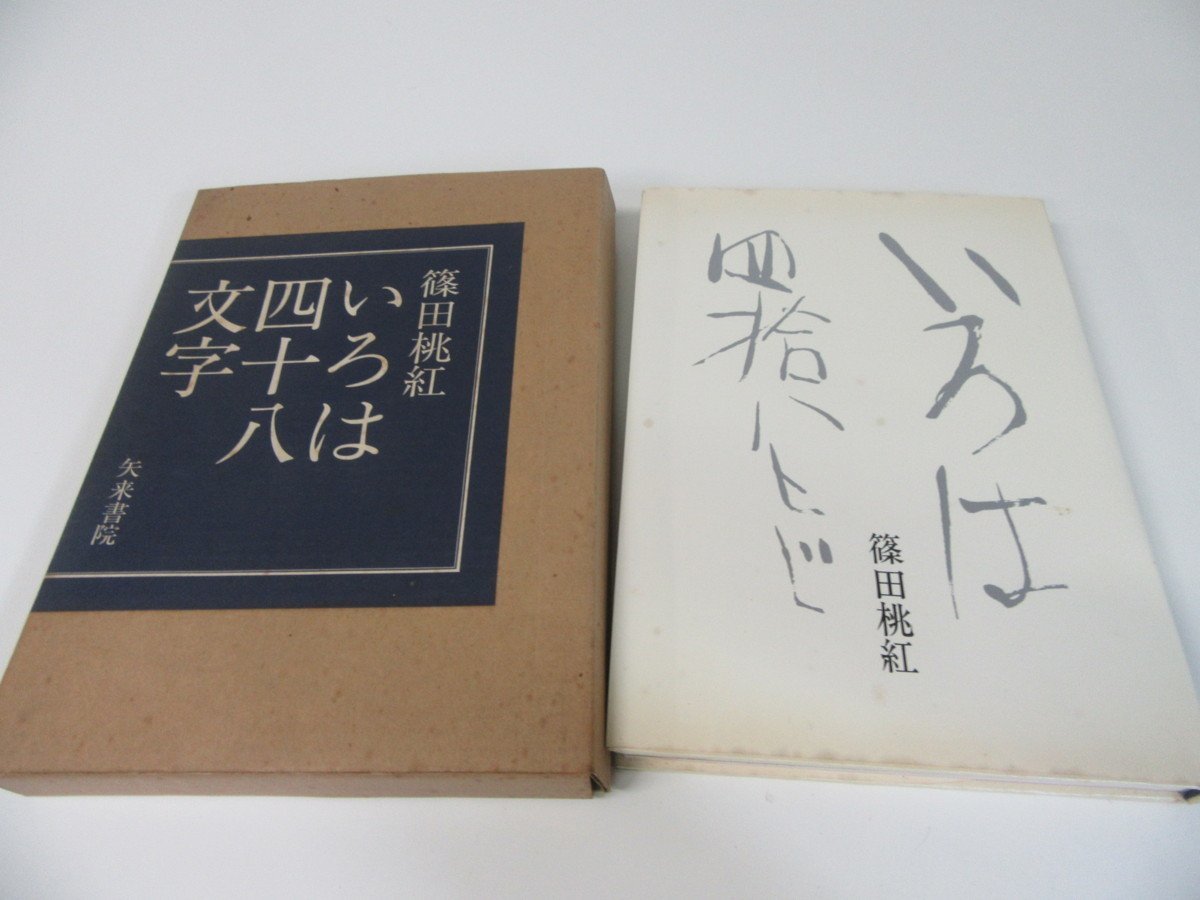 篠田桃紅
いろは
四十八
文字
矢来書院
いろは
四拾八もじ
篠田桃紅